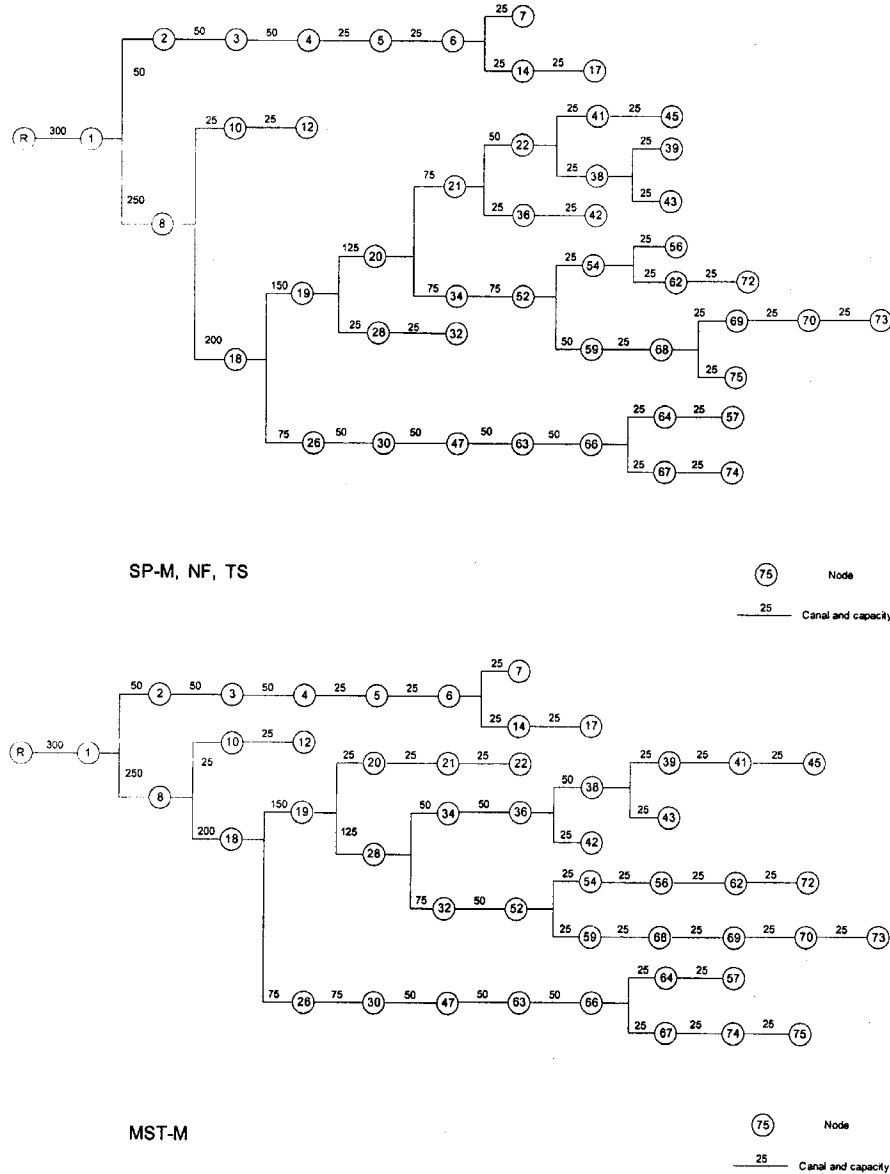 25 7
2 50 3 50 4 25 5 25 6
50
25 14 25 17
R 300 1
25 10 25 12
25 41 25 45
50 22
39
25
25 38
75 21
25 43
250
8
25 36 25 42
125 20
25 56
25 54
25 62 25 72
150 19
75 34 75 52
25 69 25 70 25 73
25 28 25 32
200 18
50 59 25 68
25 75
25 64 25 57
75 26 50 30 50 47 50 63 50 66
25 67 25 74
SP-M, NF, TS
75 Node
25 Canal and capacity
25 7
50 2 50 3 50 4 25 5 25 6
25 14 25 17
R 300 1
10 25 12
25
25 20 25 21 25 22
25 39 25 41 25 45
50 38
250 8
150 19
50 34 50 36
25 43
200 18
125
28
25 42
25 54 25 56 25 62 25 72
75 32 50 52
25 59 25 68 25 69 25 70 25 73
25 64 25 57
75 26 75 30 50 47 50 63 50 66
25 67 25 74 25 75
MST-M
75 Node
25 Canal and capacity